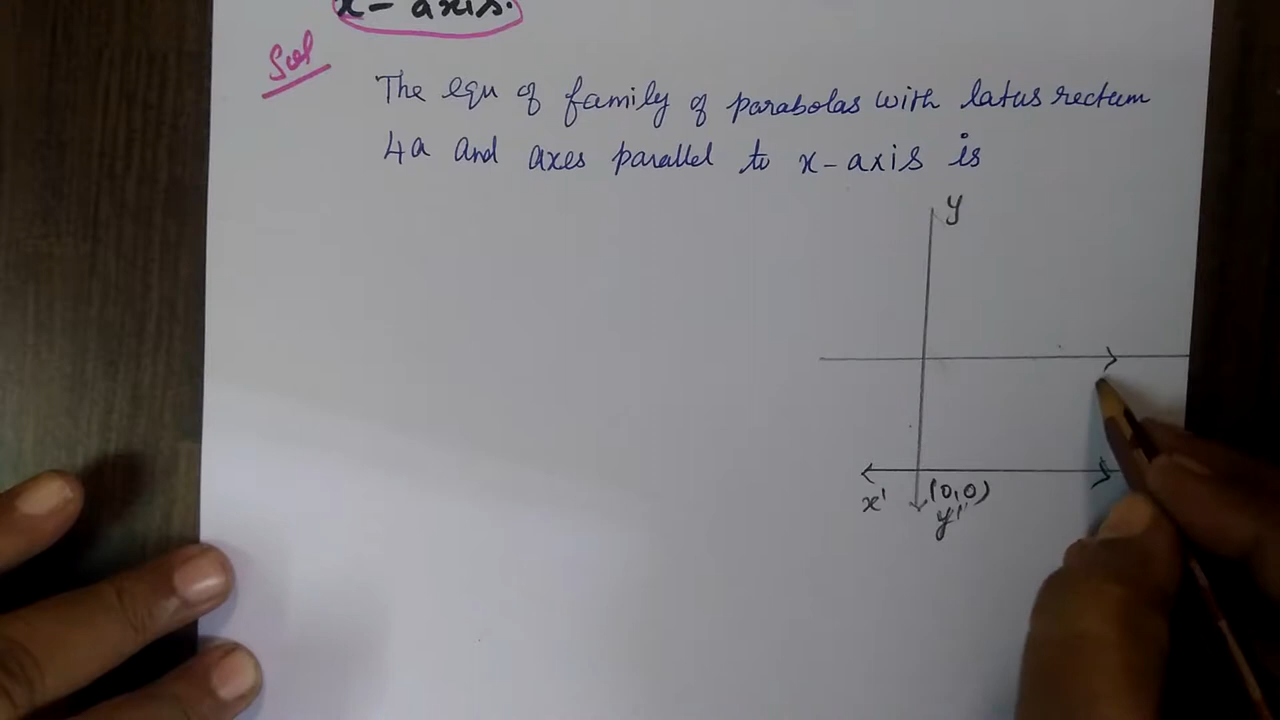 x - axis.
Sol
The equ of family of parabolas with latus rectum
4a and axes parallel to x-axis is
y
x'
(0,0)
y'